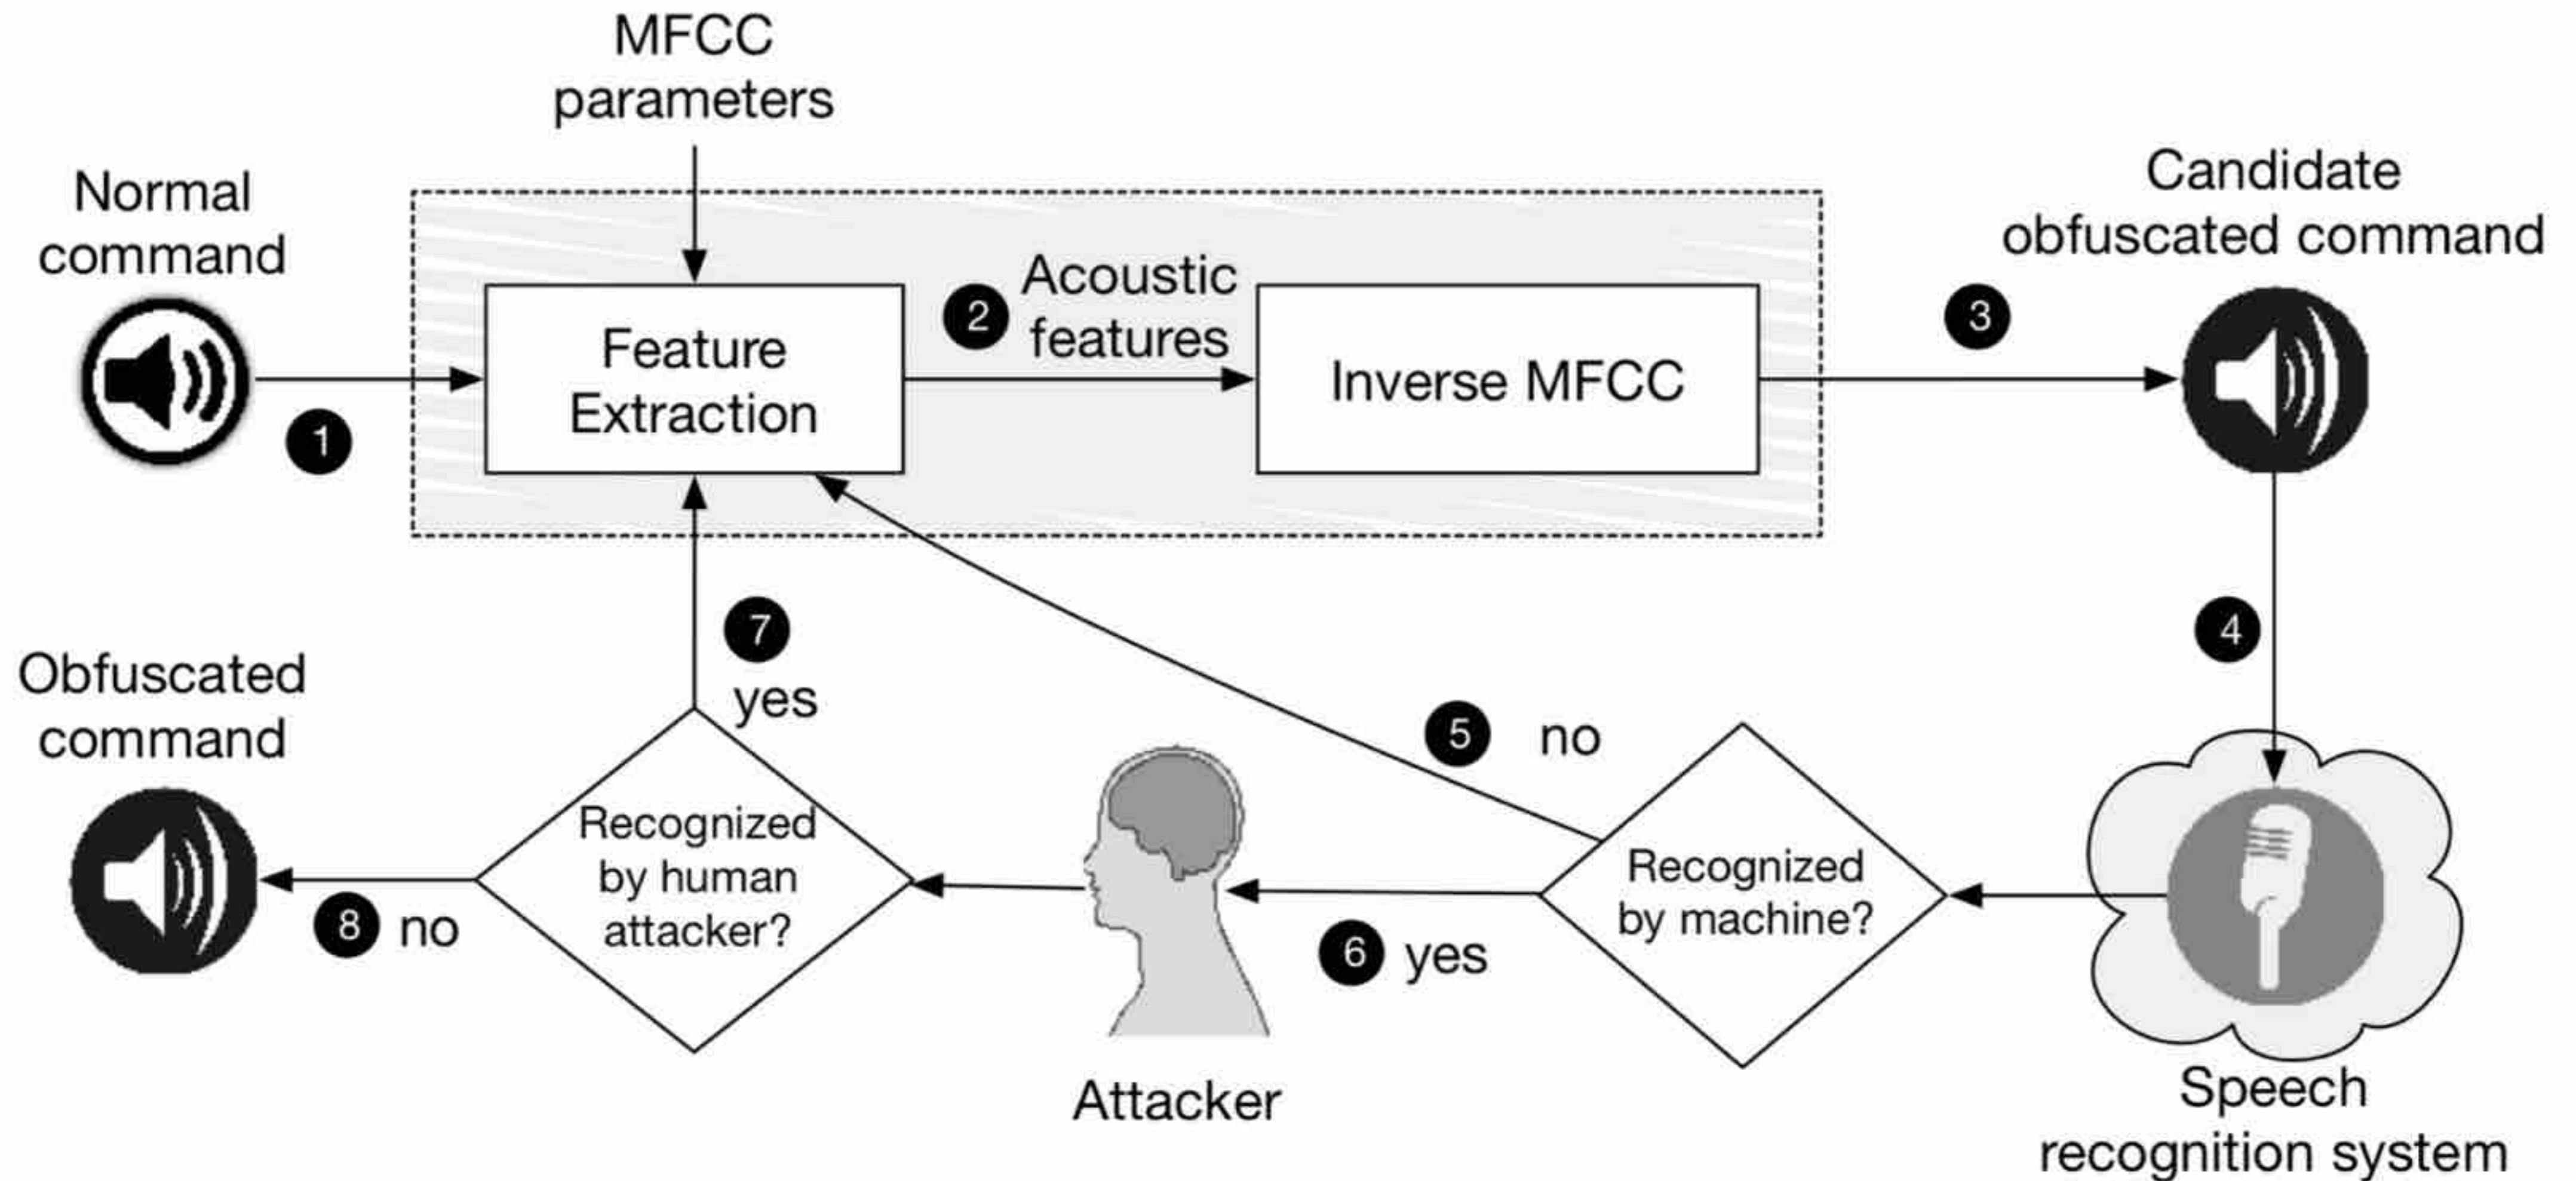 MFCC
parameters
Normal
command
1
Feature
Extraction
2
Acoustic
features
Inverse MFCC
3
Candidate
obfuscated command
4
Speech
recognition system
Recognized
by machine?
5 no
6 yes
Attacker
Recognized
by human
attacker?
7
yes
8 no
Obfuscated
command